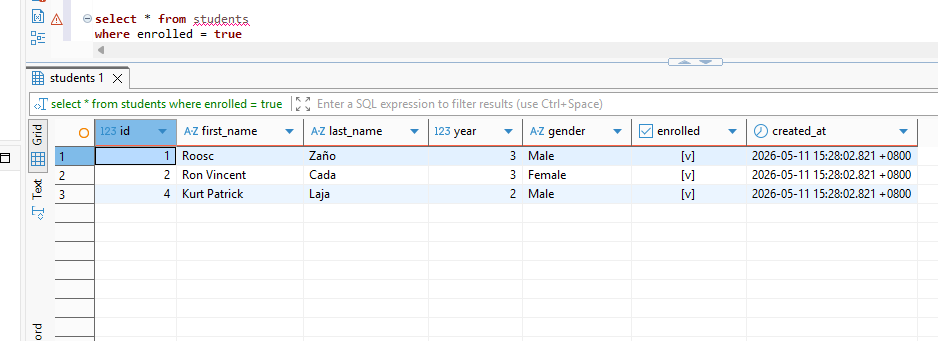 select * from students
where enrolled = true
students 1
select * from students where enrolled = true Enter a SQL expression to filter results (use Ctrl+Space)
Grid
Text
123 id A-Z first_name A-Z last_name 123 year A-Z gender enrolled created_at
1 1 Roosc Zaño 3 Male [v] 2026-05-11 15:28:02.821 +0800
2 2 Ron Vincent Cada 3 Female [v] 2026-05-11 15:28:02.821 +0800
3 4 Kurt Patrick Laja 2 Male [v] 2026-05-11 15:28:02.821 +0800
ord